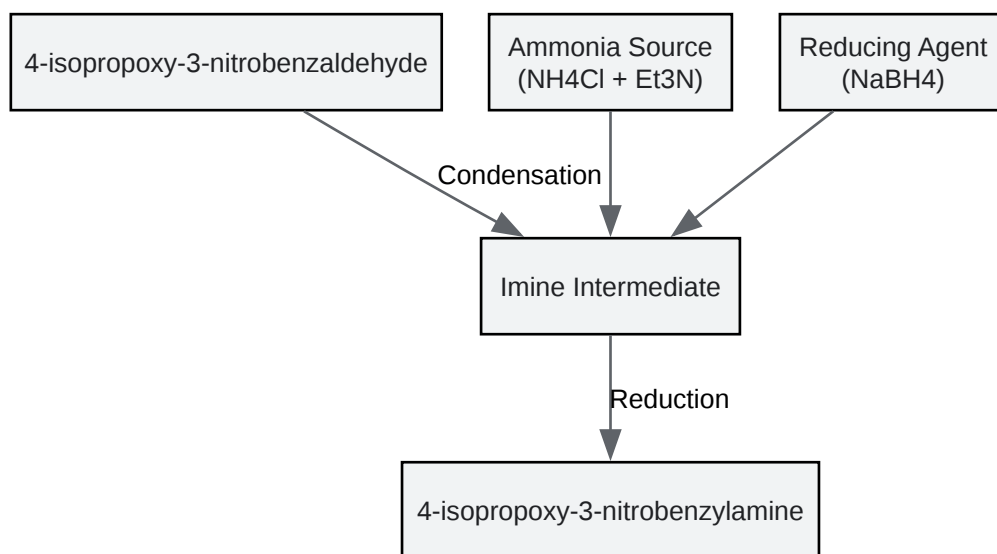 4-isopropoxy-3-nitrobenzaldehyde
Ammonia Source
(NH4Cl + Et3N)
Reducing Agent
(NaBH4)
Condensation
Imine Intermediate
Reduction
4-isopropoxy-3-nitrobenzylamine